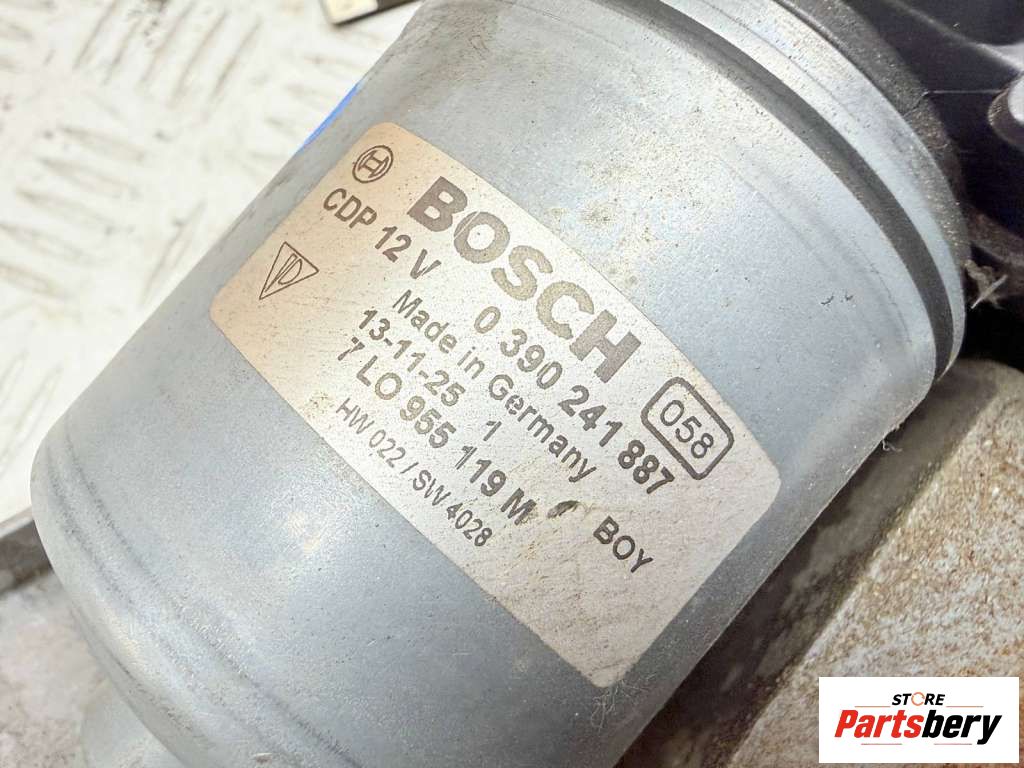 BOSCH
CDP 12 V 0 390 241 887
058
Made in Germany
13-11-25 1 BOY
7 LO 955 119 M
HW 022 / SW 4028
STORE
Partsbery